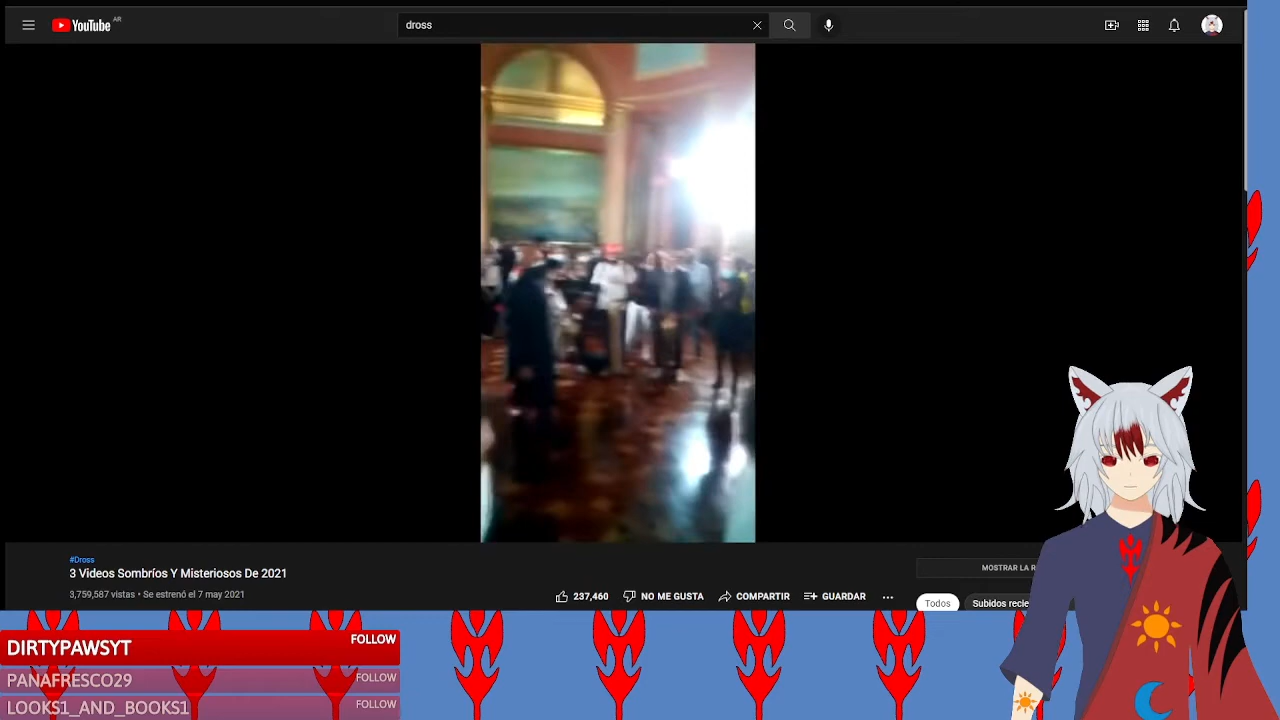 YouTube AR
dross
#Dross
3 Videos Sombríos Y Misteriosos De 2021
3,759,587 vistas • Se estrenó el 7 may 2021
237,460 NO ME GUSTA COMPARTIR GUARDAR
MOSTRAR LA R
Todos Subidos recie
DIRTYPAWSYT FOLLOW
PANAFRESCO29 FOLLOW
LOOKS1_AND_BOOKS1 FOLLOW